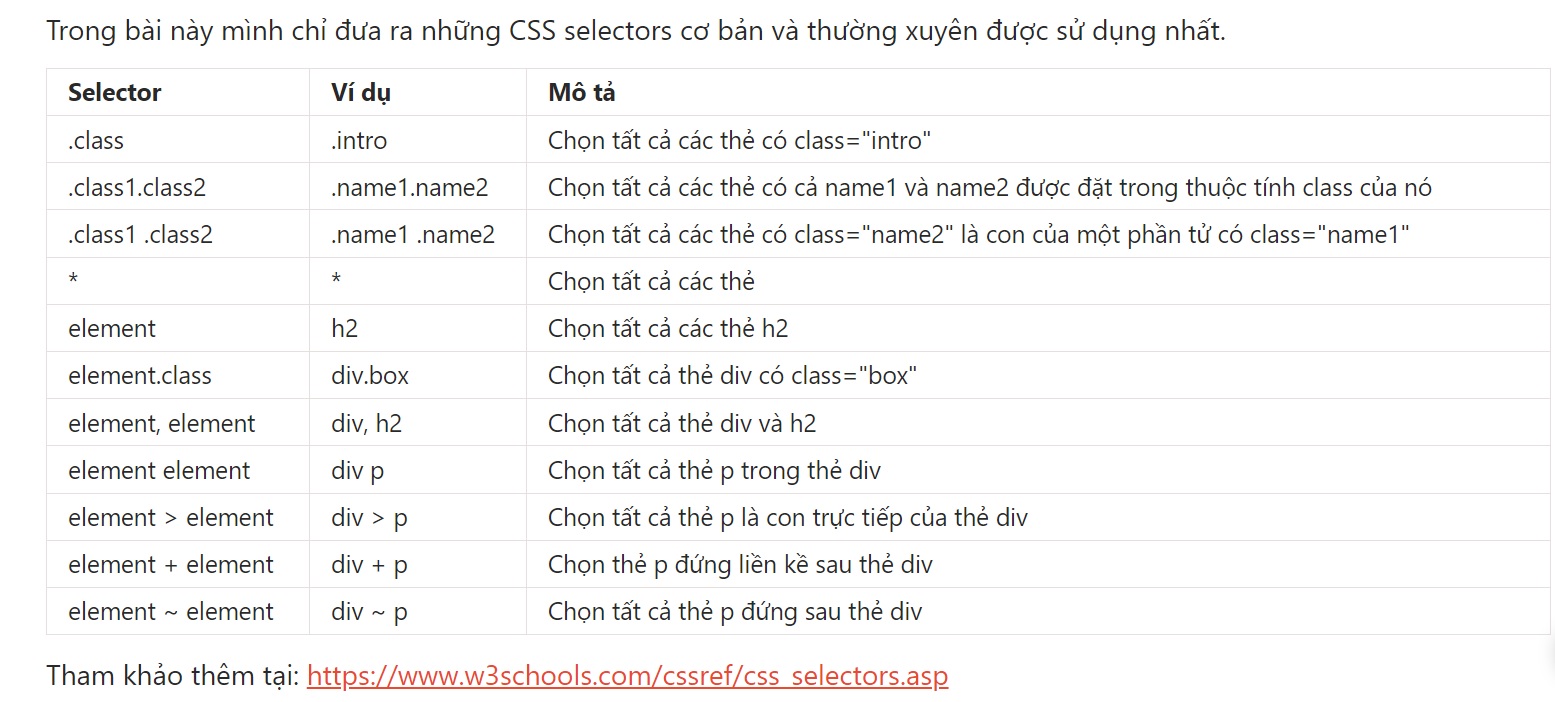 Trong bài này mình chỉ đưa ra những CSS selectors cơ bản và thường xuyên được sử dụng nhất.
Selector Ví dụ Mô tả
.class .intro Chọn tất cả các thẻ có class="intro"
.class1.class2 .name1.name2 Chọn tất cả các thẻ có cả name1 và name2 được đặt trong thuộc tính class của nó
.class1 .class2 .name1 .name2 Chọn tất cả các thẻ có class="name2" là con của một phần tử có class="name1"
* * Chọn tất cả các thẻ
element h2 Chọn tất cả các thẻ h2
element.class div.box Chọn tất cả thẻ div có class="box"
element, element div, h2 Chọn tất cả thẻ div và h2
element element div p Chọn tất cả thẻ p trong thẻ div
element > element div > p Chọn tất cả thẻ p là con trực tiếp của thẻ div
element + element div + p Chọn thẻ p đứng liền kề sau thẻ div
element ~ element div ~ p Chọn tất cả thẻ p đứng sau thẻ div
Tham khảo thêm tại: https://www.w3schools.com/cssref/css_selectors.asp